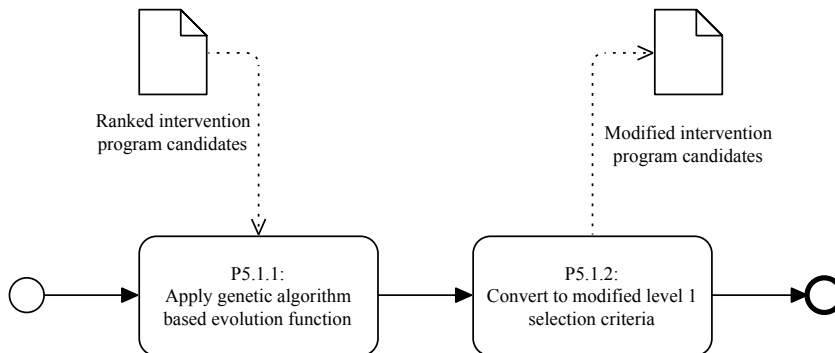 Ranked intervention
program candidates
Modified intervention
program candidates
P5.1.1:
Apply genetic algorithm
based evolution function
P5.1.2:
Convert to modified level 1
selection criteria